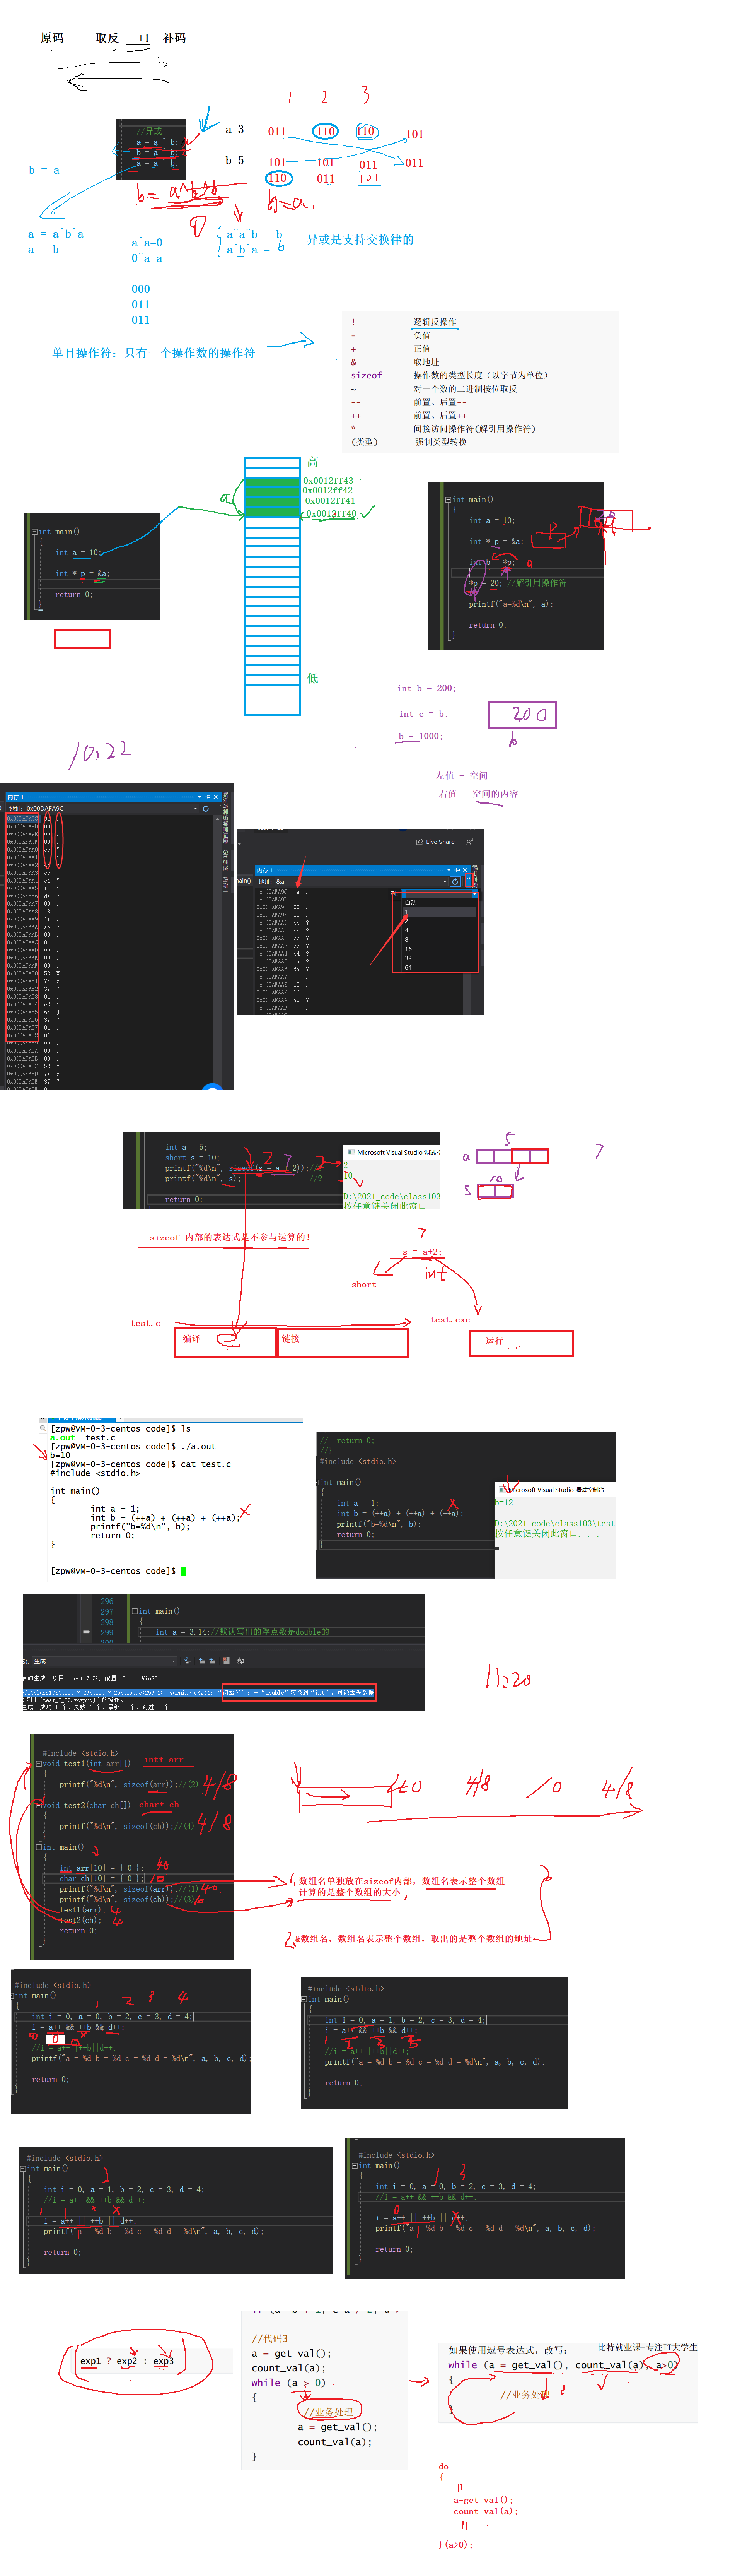 原码 取反 +1 补码
1 2 3
//异或
a = a ^ b;
b = a ^ b;
a = a ^ b;
a=3 011 110 110 101
b=5 101 101 011 011
110 011 101
b = a
b = a^b^b
b=a;
a = a^b^a
a = b
a^a=0
0^a=a
a^a^b = b
a^b^a = b
异或是支持交换律的
000
011
011
单目操作符: 只有一个操作数的操作符
! 逻辑反操作
- 负值
+ 正值
& 取地址
sizeof 操作数的类型长度(以字节为单位)
~ 对一个数的二进制按位取反
-- 前置、后置--
++ 前置、后置++
* 间接访问操作符(解引用操作符)
(类型) 强制类型转换
高
0x0012ff43
0x0012ff42
0x0012ff41
0x0013ff40
a
低
int main()
{
int a = 10;
int * p = &a;
return 0;
}
int main()
{
int a = 10;
int * p = &a;
int b = *p;
*p = 20; //解引用操作符
printf("a=%d\n", a);
return 0;
}
int b = 200;
int c = b;
b = 1000;
200
b
左值 - 空间
右值 - 空间的内容
10:22
内存 1
地址: 0x00DAFA9C
Live Share
内存 1
地址: &a
自动
1
2
4
8
16
32
64
int a = 5;
short s = 10;
printf("%d\n", sizeof(s = a + 2));//?
printf("%d\n", s); //?
return 0;
Microsoft Visual Studio 调试控
2
10
D:\2021_code\class103
按任意键关闭此窗口.
a 5
s 10
7
sizeof 内部的表达式是不参与运算的!
7
s = a+2;
short int
test.c test.exe
编译 链接 运行
[zpw@VM-0-3-centos code]$ ls
a.out test.c
[zpw@VM-0-3-centos code]$ ./a.out
b=10
[zpw@VM-0-3-centos code]$ cat test.c
#include <stdio.h>
int main()
{
int a = 1;
int b = (++a) + (++a) + (++a);
printf("b=%d\n", b);
return 0;
}
[zpw@VM-0-3-centos code]$
// return 0;
//}
#include <stdio.h>
int main()
{
int a = 1;
int b = (++a) + (++a) + (++a);
printf("b=%d\n", b);
return 0;
}
Microsoft Visual Studio 调试控制台
b=12
D:\2021_code\class103\test
按任意键关闭此窗口. . .
296
297 int main()
298 {
299 int a = 3.14;//默认写出的浮点数是double的
生成
启动生成: 项目: test_7_29, 配置: Debug Win32 ------
warning C4244: “初始化”: 从“double”转换到“int”，可能丢失数据
11:20
#include <stdio.h>
void test1(int arr[]) int* arr
{
printf("%d\n", sizeof(arr));//(2) 4/8
}
void test2(char ch[]) char* ch
{
printf("%d\n", sizeof(ch));//(4) 4/8
}
int main()
{
int arr[10] = { 0 }; 40
char ch[10] = { 0 }; 10
printf("%d\n", sizeof(arr));//(1) 40
printf("%d\n", sizeof(ch));//(3) 10
test1(arr); 4
test2(ch); 4
return 0;
}
40 4/8 10 4/8
1, 数组名单独放在sizeof内部, 数组名表示整个数组
计算的是整个数组的大小
2, &数组名, 数组名表示整个数组, 取出的是整个数组的地址
#include <stdio.h>
int main()
{
int i = 0, a = 0, b = 2, c = 3, d = 4;
i = a++ && ++b && d++;
//i = a++||++b||d++;
printf("a = %d b = %d c = %d d = %d\n", a, b, c, d);
return 0;
}
#include <stdio.h>
int main()
{
int i = 0, a = 1, b = 2, c = 3, d = 4;
i = a++ && ++b && d++;
//i = a++||++b||d++;
printf("a = %d b = %d c = %d d = %d\n", a, b, c, d);
return 0;
}
#include <stdio.h>
int main()
{
int i = 0, a = 1, b = 2, c = 3, d = 4;
//i = a++ && ++b && d++;
i = a++ || ++b || d++;
printf("a = %d b = %d c = %d d = %d\n", a, b, c, d);
return 0;
}
#include <stdio.h>
int main()
{
int i = 0, a = 0, b = 2, c = 3, d = 4;
//i = a++ && ++b && d++;
i = a++ || ++b || d++;
printf("a = %d b = %d c = %d d = %d\n", a, b, c, d);
return 0;
}
exp1 ? exp2 : exp3
//代码3
a = get_val();
count_val(a);
while (a > 0)
{
//业务处理
a = get_val();
count_val(a);
}
比特就业课-专注IT大学生
如果使用逗号表达式, 改写:
while (a = get_val(), count_val(a), a>0)
{
//业务处理
}
do
{
a=get_val();
count_val(a);
}(a>0);